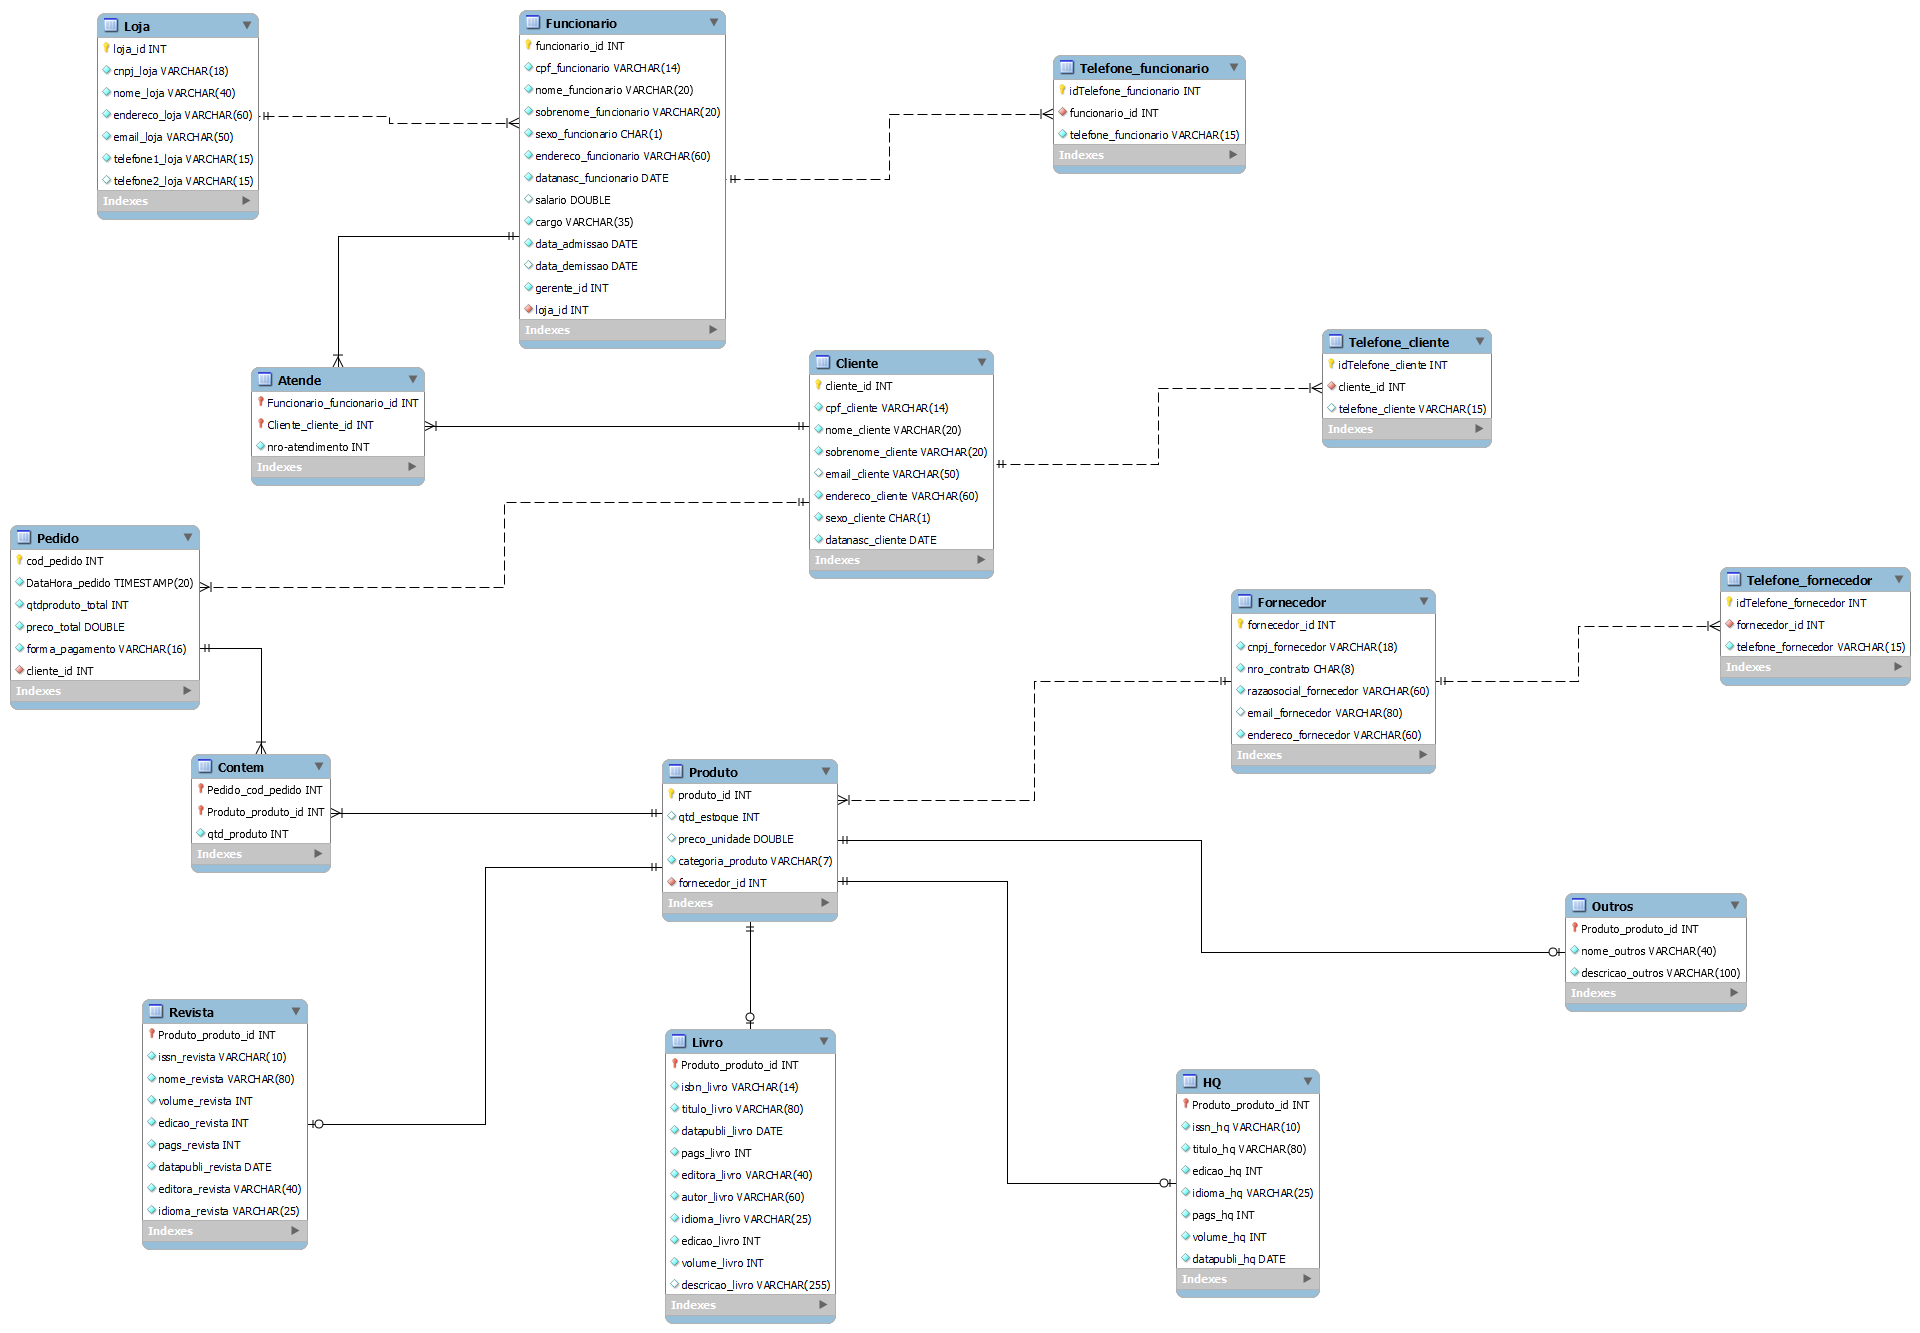 Loja
loja_id INT
cnpj_loja VARCHAR(18)
nome_loja VARCHAR(40)
endereco_loja VARCHAR(60)
email_loja VARCHAR(50)
telefone1_loja VARCHAR(15)
telefone2_loja VARCHAR(15)
Indexes
Funcionario
funcionario_id INT
cpf_funcionario VARCHAR(14)
nome_funcionario VARCHAR(20)
sobrenome_funcionario VARCHAR(20)
sexo_funcionario CHAR(1)
endereco_funcionario VARCHAR(60)
datanasc_funcionario DATE
salario DOUBLE
cargo VARCHAR(35)
data_admissao DATE
data_demissao DATE
gerente_id INT
loja_id INT
Indexes
Telefone_funcionario
idTelefone_funcionario INT
funcionario_id INT
telefone_funcionario VARCHAR(15)
Indexes
Atende
Funcionario_funcionario_id INT
Cliente_cliente_id INT
nro-atendimento INT
Indexes
Cliente
cliente_id INT
cpf_cliente VARCHAR(14)
nome_cliente VARCHAR(20)
sobrenome_cliente VARCHAR(20)
email_cliente VARCHAR(50)
endereco_cliente VARCHAR(60)
sexo_cliente CHAR(1)
datanasc_cliente DATE
Indexes
Telefone_cliente
idTelefone_cliente INT
cliente_id INT
telefone_cliente VARCHAR(15)
Indexes
Pedido
cod_pedido INT
DataHora_pedido TIMESTAMP(20)
qtdproduto_total INT
preco_total DOUBLE
forma_pagamento VARCHAR(16)
cliente_id INT
Indexes
Fornecedor
fornecedor_id INT
cnpj_fornecedor VARCHAR(18)
nro_contrato CHAR(8)
razaosocial_fornecedor VARCHAR(60)
email_fornecedor VARCHAR(80)
endereco_fornecedor VARCHAR(60)
Indexes
Telefone_fornecedor
idTelefone_fornecedor INT
fornecedor_id INT
telefone_fornecedor VARCHAR(15)
Indexes
Contem
Pedido_cod_pedido INT
Produto_produto_id INT
qtd_produto INT
Indexes
Produto
produto_id INT
qtd_estoque INT
preco_unidade DOUBLE
categoria_produto VARCHAR(7)
fornecedor_id INT
Indexes
Outros
Produto_produto_id INT
nome_outros VARCHAR(40)
descricao_outros VARCHAR(100)
Indexes
Revista
Produto_produto_id INT
issn_revista VARCHAR(10)
nome_revista VARCHAR(80)
volume_revista INT
edicao_revista INT
pags_revista INT
datapubli_revista DATE
editora_revista VARCHAR(40)
idioma_revista VARCHAR(25)
Indexes
Livro
Produto_produto_id INT
isbn_livro VARCHAR(14)
titulo_livro VARCHAR(80)
datapubli_livro DATE
pags_livro INT
editora_livro VARCHAR(40)
autor_livro VARCHAR(60)
idioma_livro VARCHAR(25)
edicao_livro INT
volume_livro INT
descricao_livro VARCHAR(255)
Indexes
HQ
Produto_produto_id INT
issn_hq VARCHAR(10)
titulo_hq VARCHAR(80)
edicao_hq INT
idioma_hq VARCHAR(25)
pags_hq INT
volume_hq INT
datapubli_hq DATE
Indexes